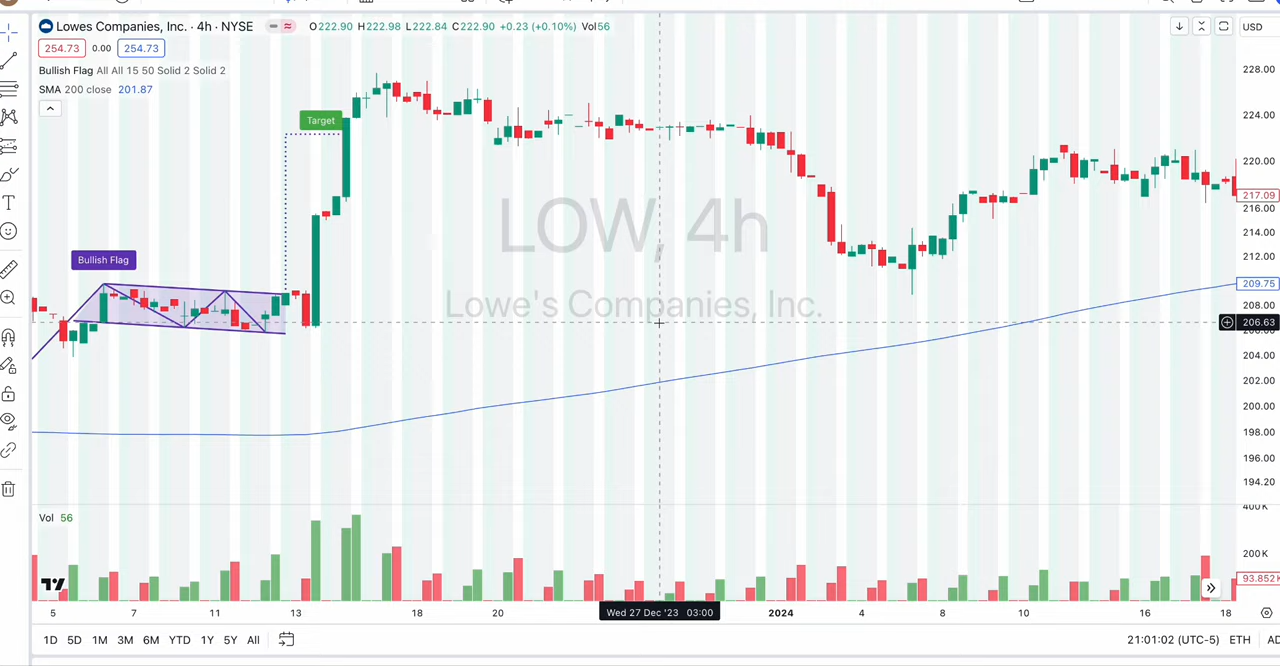 Lowes Companies, Inc. · 4h · NYSE O222.90 H222.98 L222.84 C222.90 +0.23 (+0.10%) Vol56
USD
254.73 0.00 254.73
Bullish Flag All All 15 50 Solid 2 Solid 2
SMA 200 close 201.87
228.00
Target
224.00
220.00
217.09
216.00
LOW, 4h
214.00
Bullish Flag
212.00
209.75
Lowe's Companies, Inc.
208.00
206.63
204.00
202.00
200.00
198.00
196.00
194.20
400K
Vol 56
200K
93.852K
5 7 11 13 18 20 Wed 27 Dec '23 03:00 2024 4 8 10 16 18
1D 5D 1M 3M 6M YTD 1Y 5Y All 21:01:02 (UTC-5) ETH